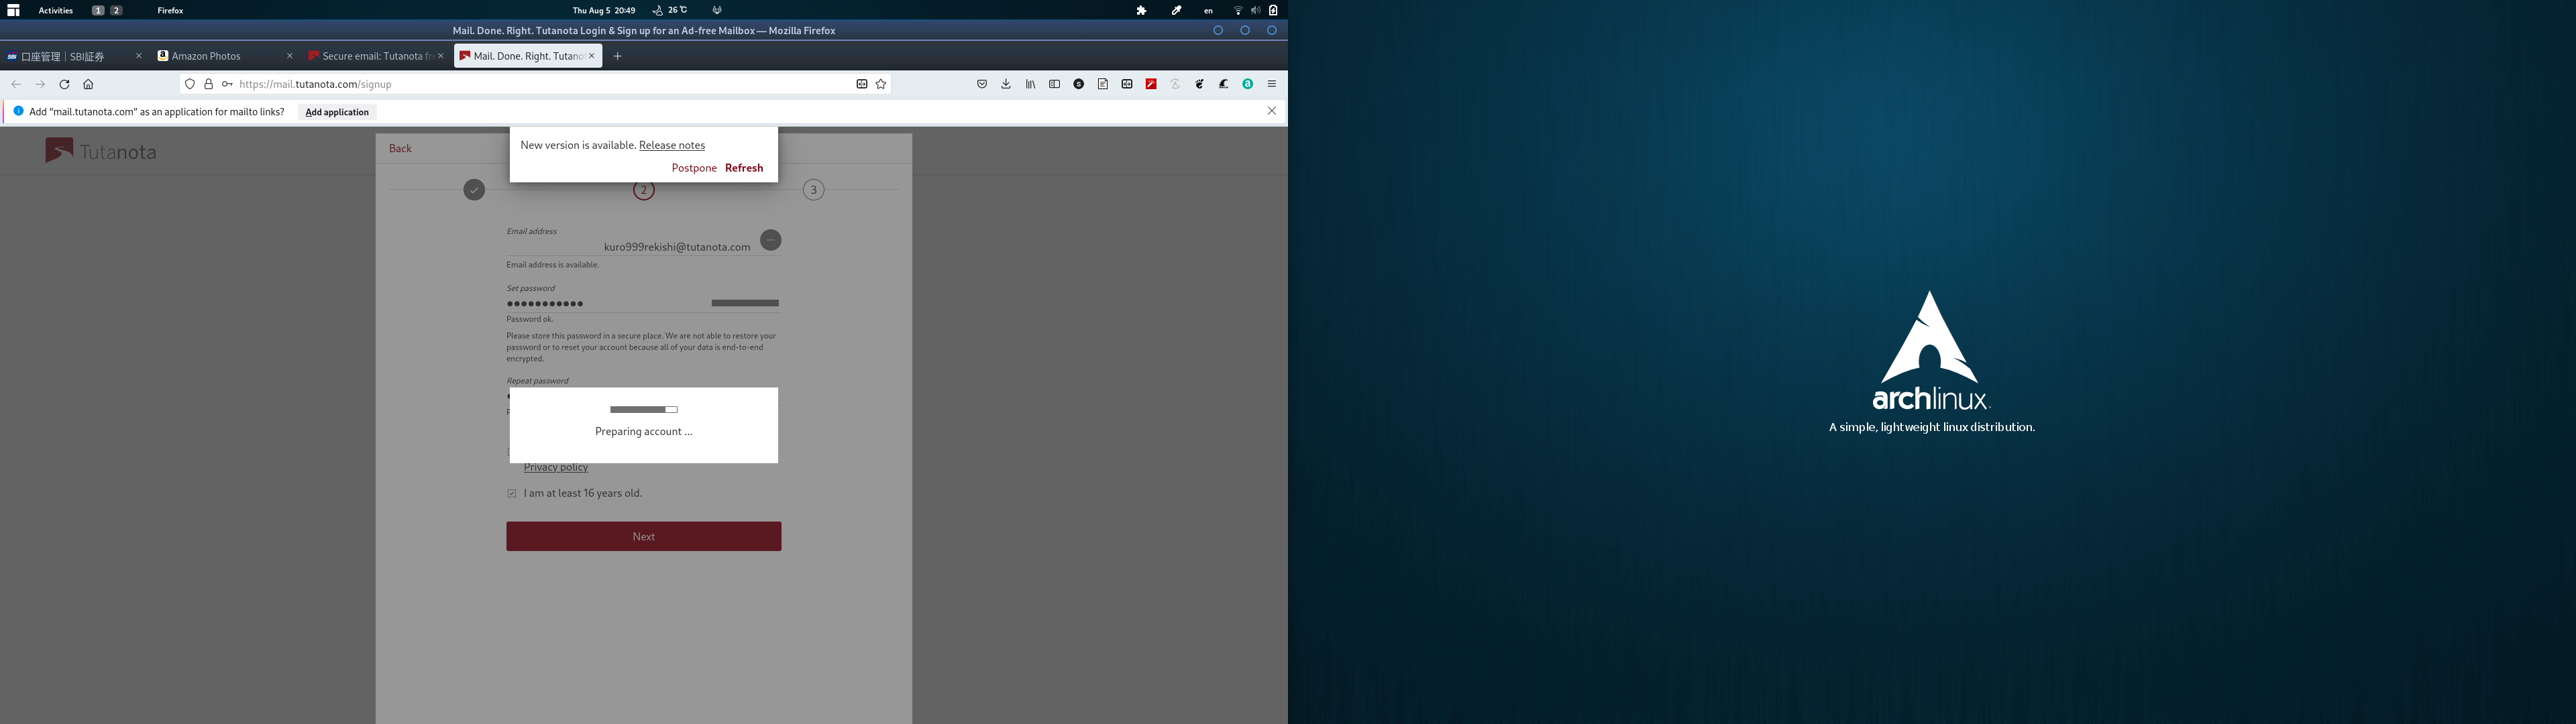 Activities 1 2 Firefox Thu Aug 5 20:49 26 °C en
Mail. Done. Right. Tutanota Login & Sign up for an Ad-free Mailbox — Mozilla Firefox
SBI 口座管理｜SBI証券 Amazon Photos Secure email: Tutanota fr Mail. Done. Right. Tutanot
https://mail.tutanota.com/signup
Add “mail.tutanota.com” as an application for mailto links? Add application
Tutanota
Back
New version is available. Release notes
Postpone Refresh
2 3
Email address
kuro999rekishi@tutanota.com
Email address is available.
Set password
Password ok.
Please store this password in a secure place. We are not able to restore your
password or to reset your account because all of your data is end-to-end
encrypted.
Repeat password
Preparing account ...
Privacy policy
I am at least 16 years old.
Next
archlinux
A simple, lightweight linux distribution.